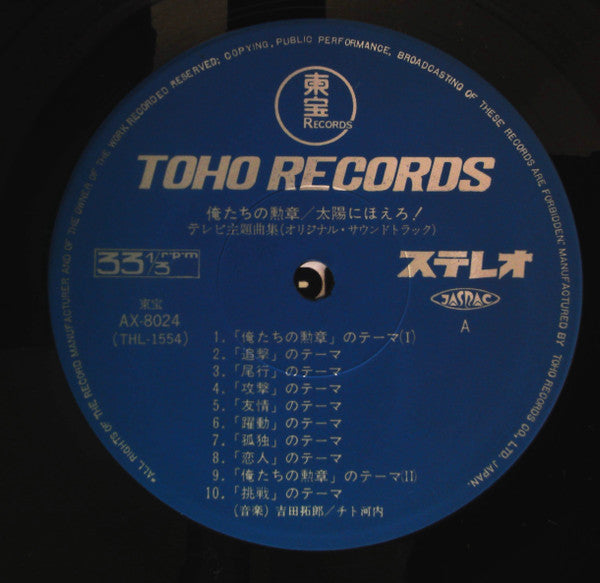 *ALL RIGHTS OF THE RECORD MANUFACTURER AND OF THE OWNER OF THE WORK RECORDED RESERVED; COPYING, PUBLIC PERFORMANCE, BROADCASTING OF THESE RECORDS ARE FORBIDDEN: MANUFACTURED BY TOHO RECORDS CO., LTD. JAPAN.
東宝
RECORDS
TOHO RECORDS
俺たちの勲章/太陽にほえろ!
テレビ主題曲集(オリジナル・サウンドトラック)
33 1/3 rpm
ステレオ
JASRAC
東宝
AX-8024
(THL-1554)
A
1.「俺たちの勲章」のテーマ(I)
2.「追撃」のテーマ
3.「尾行」のテーマ
4.「攻撃」のテーマ
5.「友情」のテーマ
6.「躍動」のテーマ
7.「孤独」のテーマ
8.「恋人」のテーマ
9.「俺たちの勲章」のテーマ(II)
10.「挑戦」のテーマ
(音楽) 吉田拓郎/チト河内